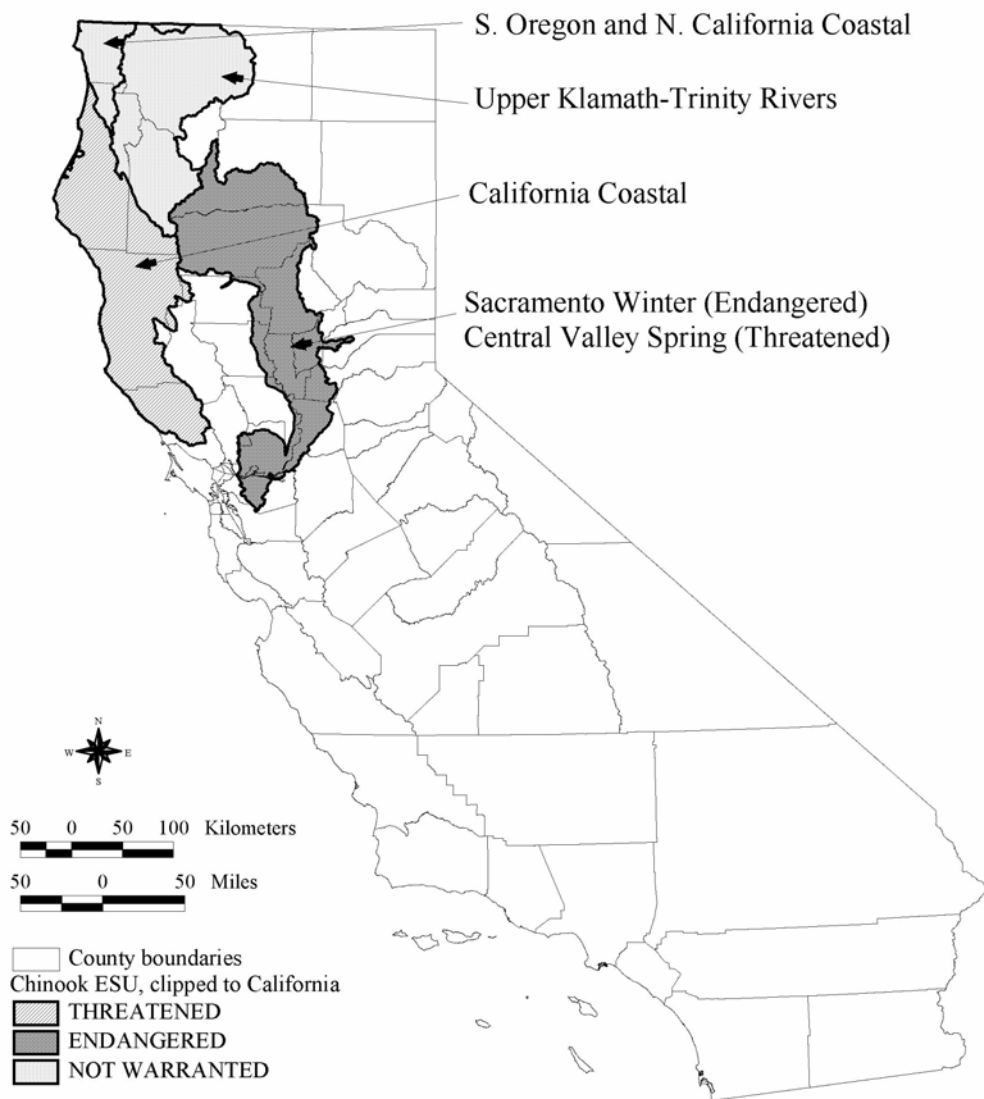 S. Oregon and N. California Coastal
Upper Klamath-Trinity Rivers
California Coastal
Sacramento Winter (Endangered)
Central Valley Spring (Threatened)
N
W E
S
50 0 50 100 Kilometers
50 0 50 Miles
County boundaries
Chinook ESU, clipped to California
THREATENED
ENDANGERED
NOT WARRANTED